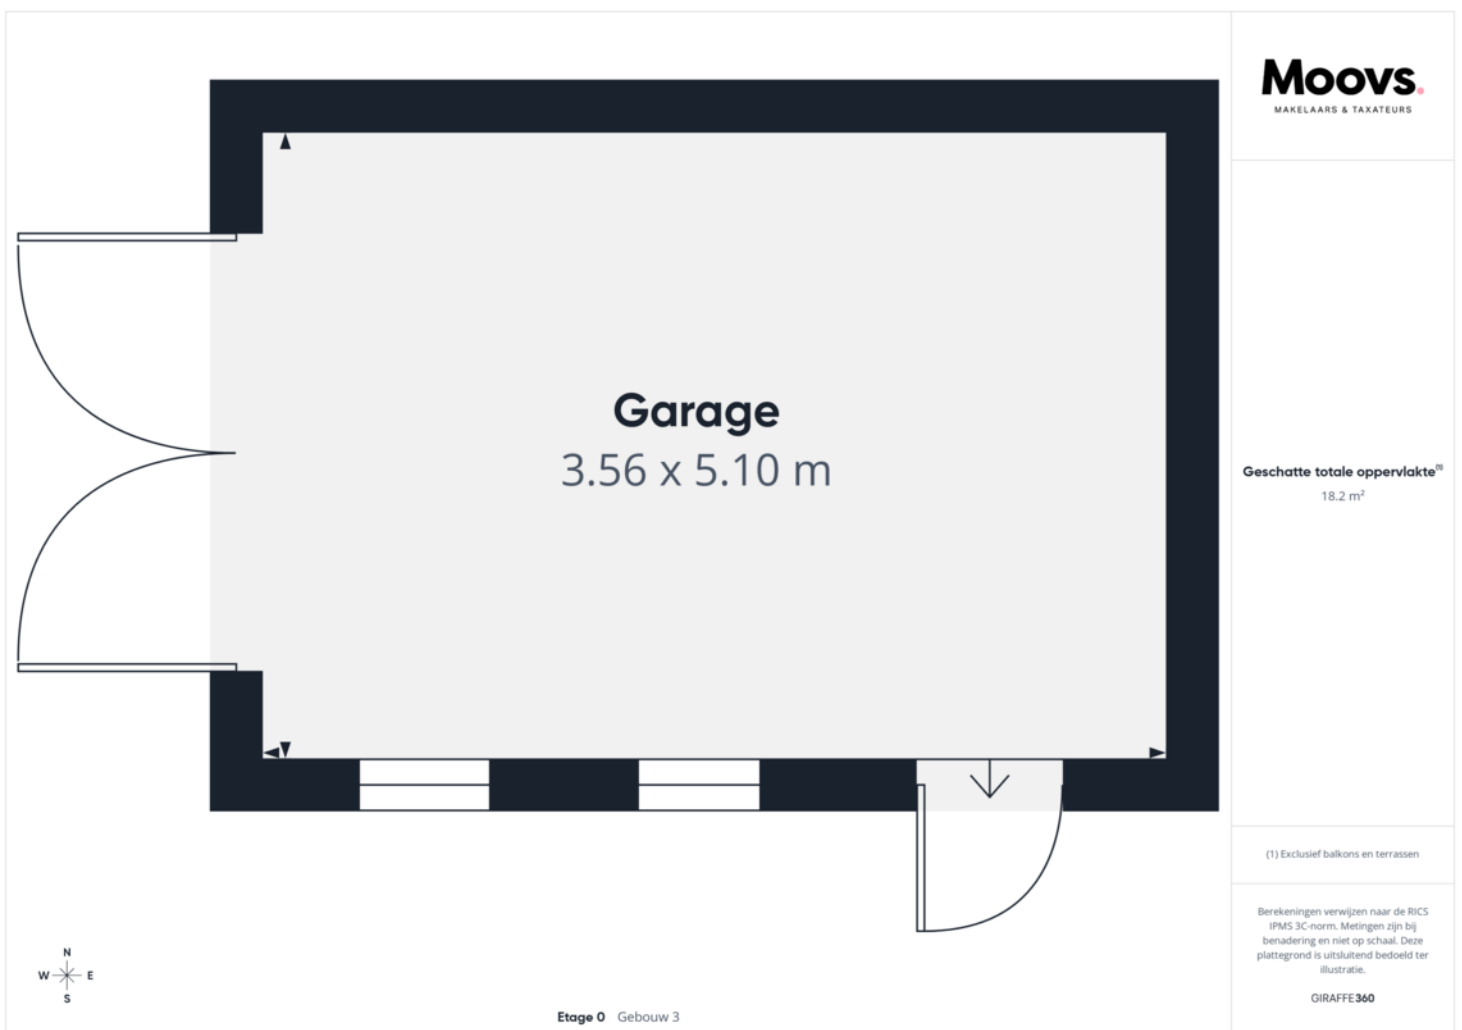 Moovs.
MAKELAARS & TAXATEURS
Garage
3.56 x 5.10 m
Geschatte totale oppervlakte(1)
18.2 m²
(1) Exclusief balkons en terrassen
Berekeningen verwijzen naar de RICS
IPMS 3C-norm. Metingen zijn bij
benadering en niet op schaal. Deze
plattegrond is uitsluitend bedoeld ter
illustratie.
GIRAFFE360
N
W E
S
Etage 0 Gebouw 3